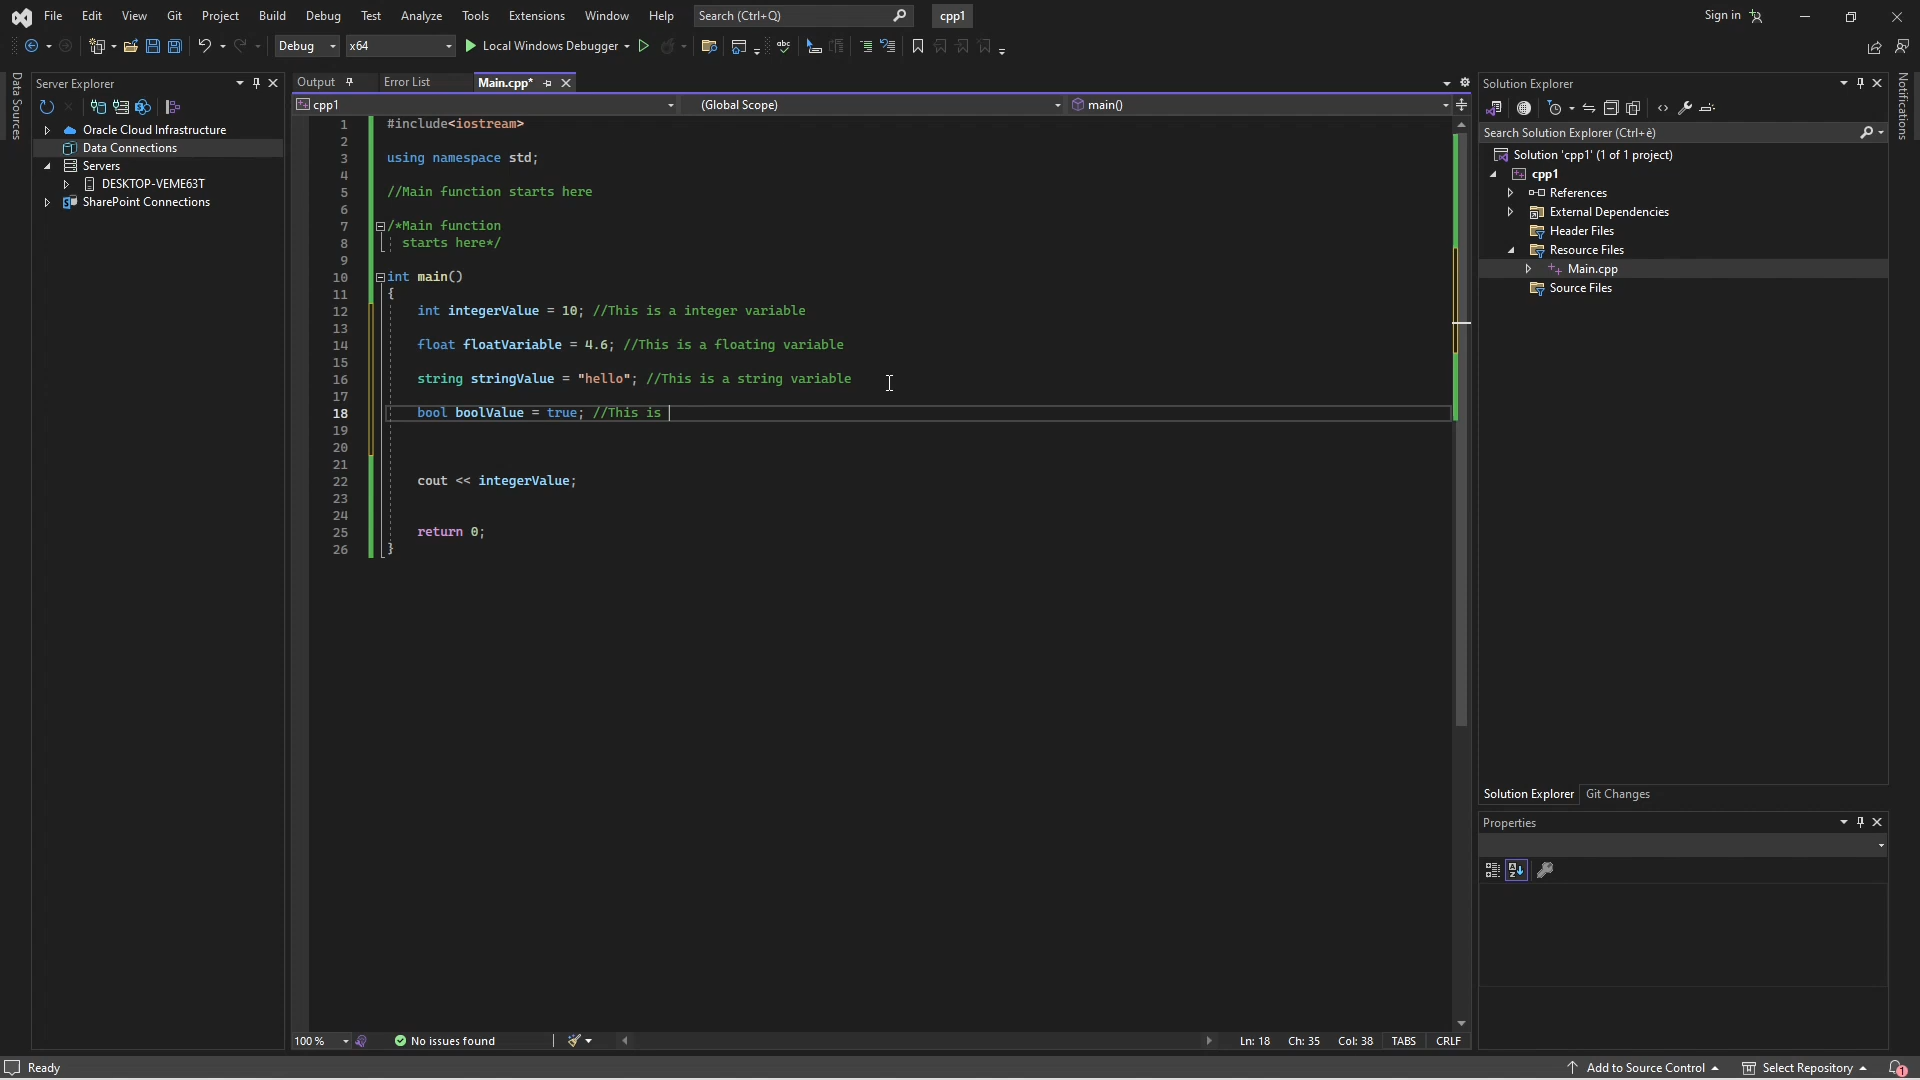 File Edit View Git Project Build Debug Test Analyze Tools Extensions Window Help Search (Ctrl+Q) cpp1 Sign in
Debug x64 Local Windows Debugger
Data Sources
Server Explorer
Oracle Cloud Infrastructure
Data Connections
Servers
DESKTOP-VEME63T
SharePoint Connections
Output Error List Main.cpp*
cpp1 (Global Scope) main()
1 #include<iostream>
2
3 using namespace std;
4
5 //Main function starts here
6
7 /*Main function
8 starts here*/
9
10 int main()
11 {
12 int integerValue = 10; //This is a integer variable
13
14 float floatVariable = 4.6; //This is a floating variable
15
16 string stringValue = "hello"; //This is a string variable
17
18 bool boolValue = true; //This is
19
20
21
22 cout << integerValue;
23
24
25 return 0;
26 }
100 % No issues found Ln: 18 Ch: 35 Col: 38 TABS CRLF
Solution Explorer
Search Solution Explorer (Ctrl+è)
Solution 'cpp1' (1 of 1 project)
cpp1
References
External Dependencies
Header Files
Resource Files
Main.cpp
Source Files
Solution Explorer Git Changes
Properties
Notifications
Ready Add to Source Control Select Repository 1